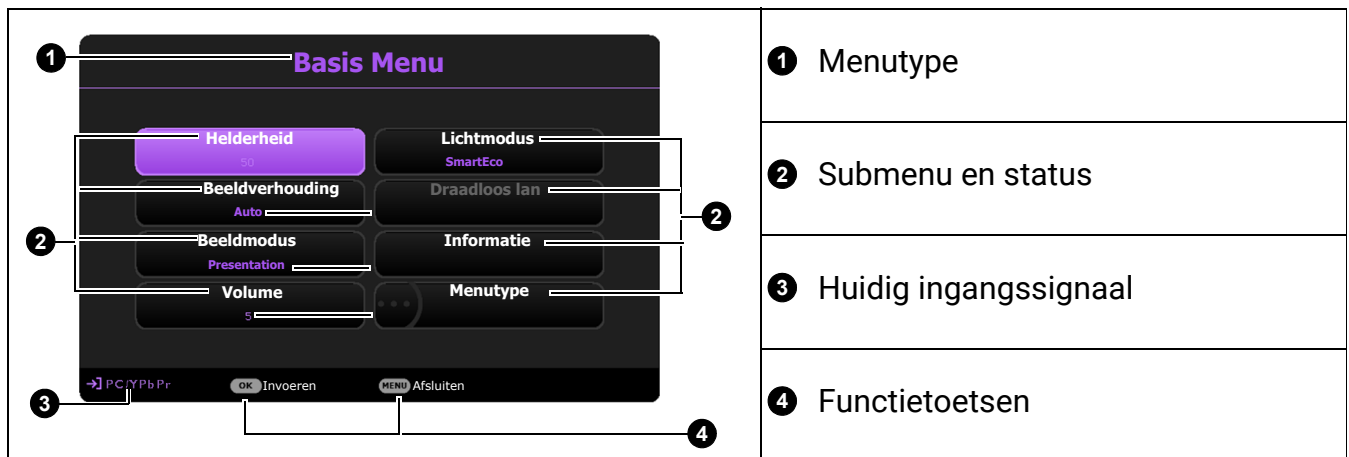 1 Basis Menu
Helderheid
50
Lichtmodus
SmartEco
Beeldverhouding
Auto
Draadloos lan
2
2
Beeldmodus
Presentation
Informatie
Volume
5
Menutype
PC/YPbPr
OK Invoeren
MENU Afsluiten
3
4
1 Menutype
2 Submenu en status
3 Huidig ingangssignaal
4 Functietoetsen